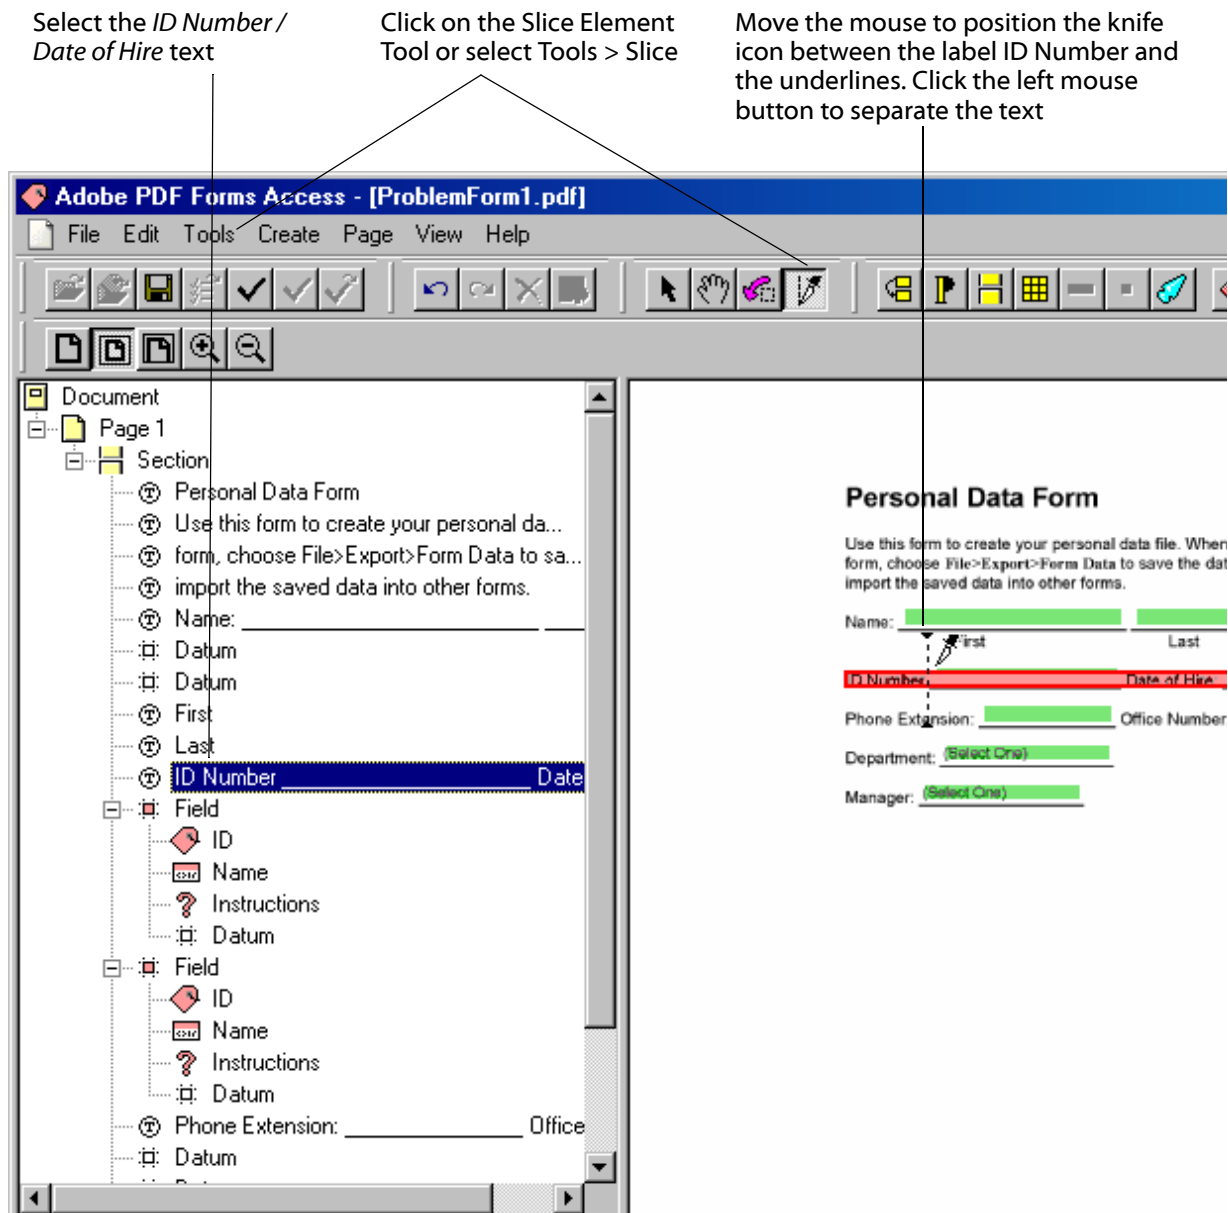 Select the ID Number /
Date of Hire text
Click on the Slice Element
Tool or select Tools > Slice
Move the mouse to position the knife
icon between the label ID Number and
the underlines. Click the left mouse
button to separate the text
Adobe PDF Forms Access - [ProblemForm1.pdf]
File Edit Tools Create Page View Help
Document
Page 1
Section
Personal Data Form
Use this form to create your personal da...
form, choose File>Export>Form Data to sa...
import the saved data into other forms.
Name: ______________________ ___
Datum
Datum
First
Last
ID Number__________________ Date
Field
ID
Name
Instructions
Datum
Field
ID
Name
Instructions
Datum
Phone Extension: _____________ Office
Datum
Personal Data Form
Use this form to create your personal data file. When
form, choose File>Export>Form Data to save the dat
import the saved data into other forms.
Name:
First Last
ID Number Date of Hire
Phone Extension: Office Number
Department: (Select One)
Manager: (Select One)